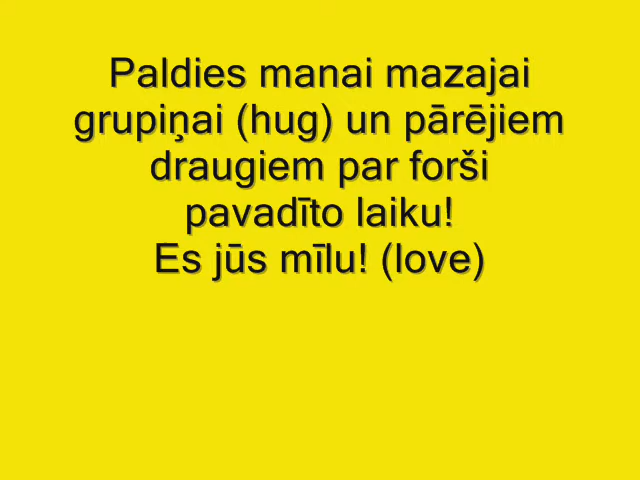 Paldies manai mazajai
grupiņai (hug) un pārējiem
draugiem par forši
pavadīto laiku!
Es jūs mīlu! (love)